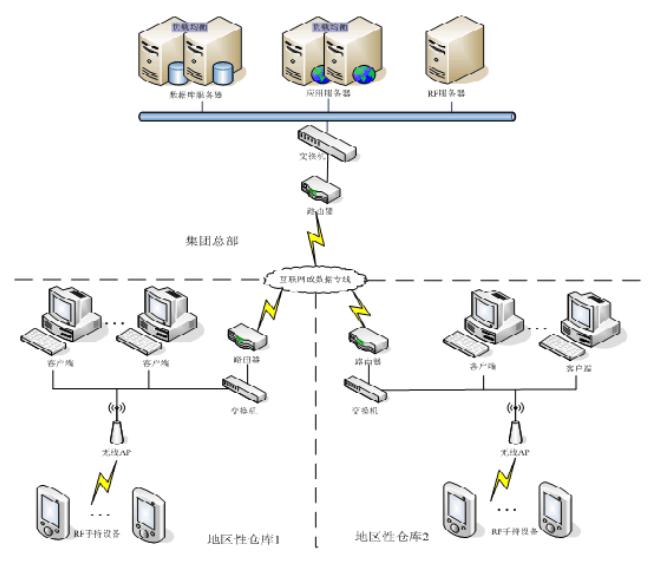 负载均衡
负载均衡
数据库服务器
应用服务器
RF服务器
交换机
路由器
集团总部
互联网或数据专线
客户端
客户端
路由器
交换机
无线AP
RF手持设备
地区性仓库1
路由器
交换机
客户端
客户端
无线AP
RF手持设备
地区性仓库2